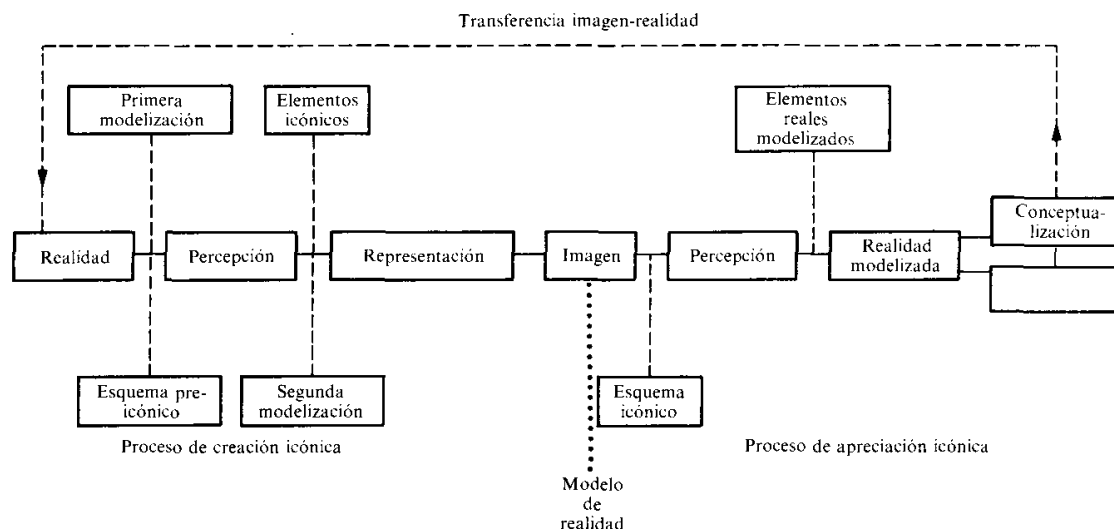 Transferencia imagen-realidad
Primera
modelización
Elementos
icónicos
Elementos
reales
modelizados
Realidad
Percepción
Representación
Imagen
Percepción
Realidad
modelizada
Conceptua-
lización
Esquema pre-
icónico
Segunda
modelización
Esquema
icónico
Proceso de creación icónica
Proceso de apreciación icónica
Modelo
de
realidad